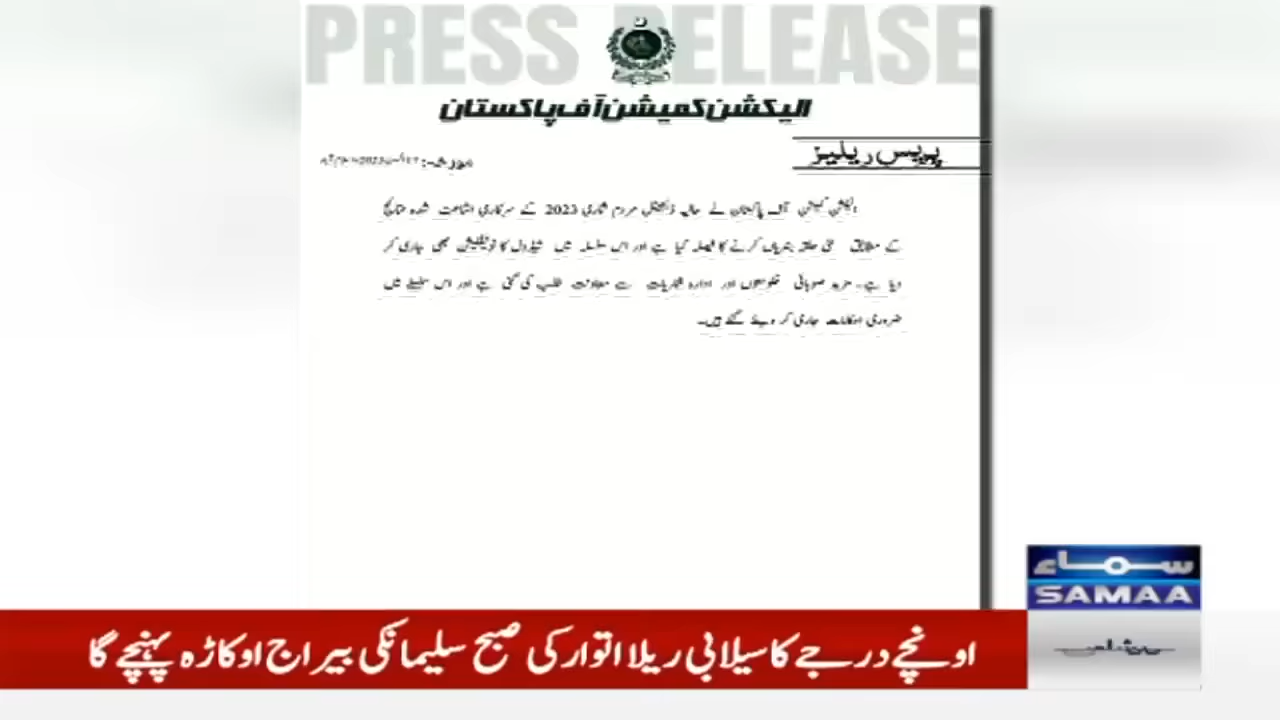 PRESS RELEASE
الیکشن کمیشن آف پاکستان
پریس ریلیز
مورخہ:
الیکشن کمیشن آف پاکستان نے حالیہ ڈیجیٹل مردم شماری 2023 کے سرکاری اشاعت شدہ نتائج
کے مطابق نئی حلقہ بندیاں کرنے کا فیصلہ کیا ہے اور اس سلسلہ میں شیڈول کا نوٹیفکیشن بھی جاری کر
دیا ہے۔ مزید صوبائی حکومتوں اور ادارہ شماریات سے معاونت طلب کی گئی ہے اور اس سلسلے میں
ضروری احکامات جاری کر دیئے گئے ہیں۔
سماء
SAMAA
اونچے درجے کا سیلابی ریلا اتوار کی صبح سلیمانکی بیراج اوکاڑہ پہنچے گا